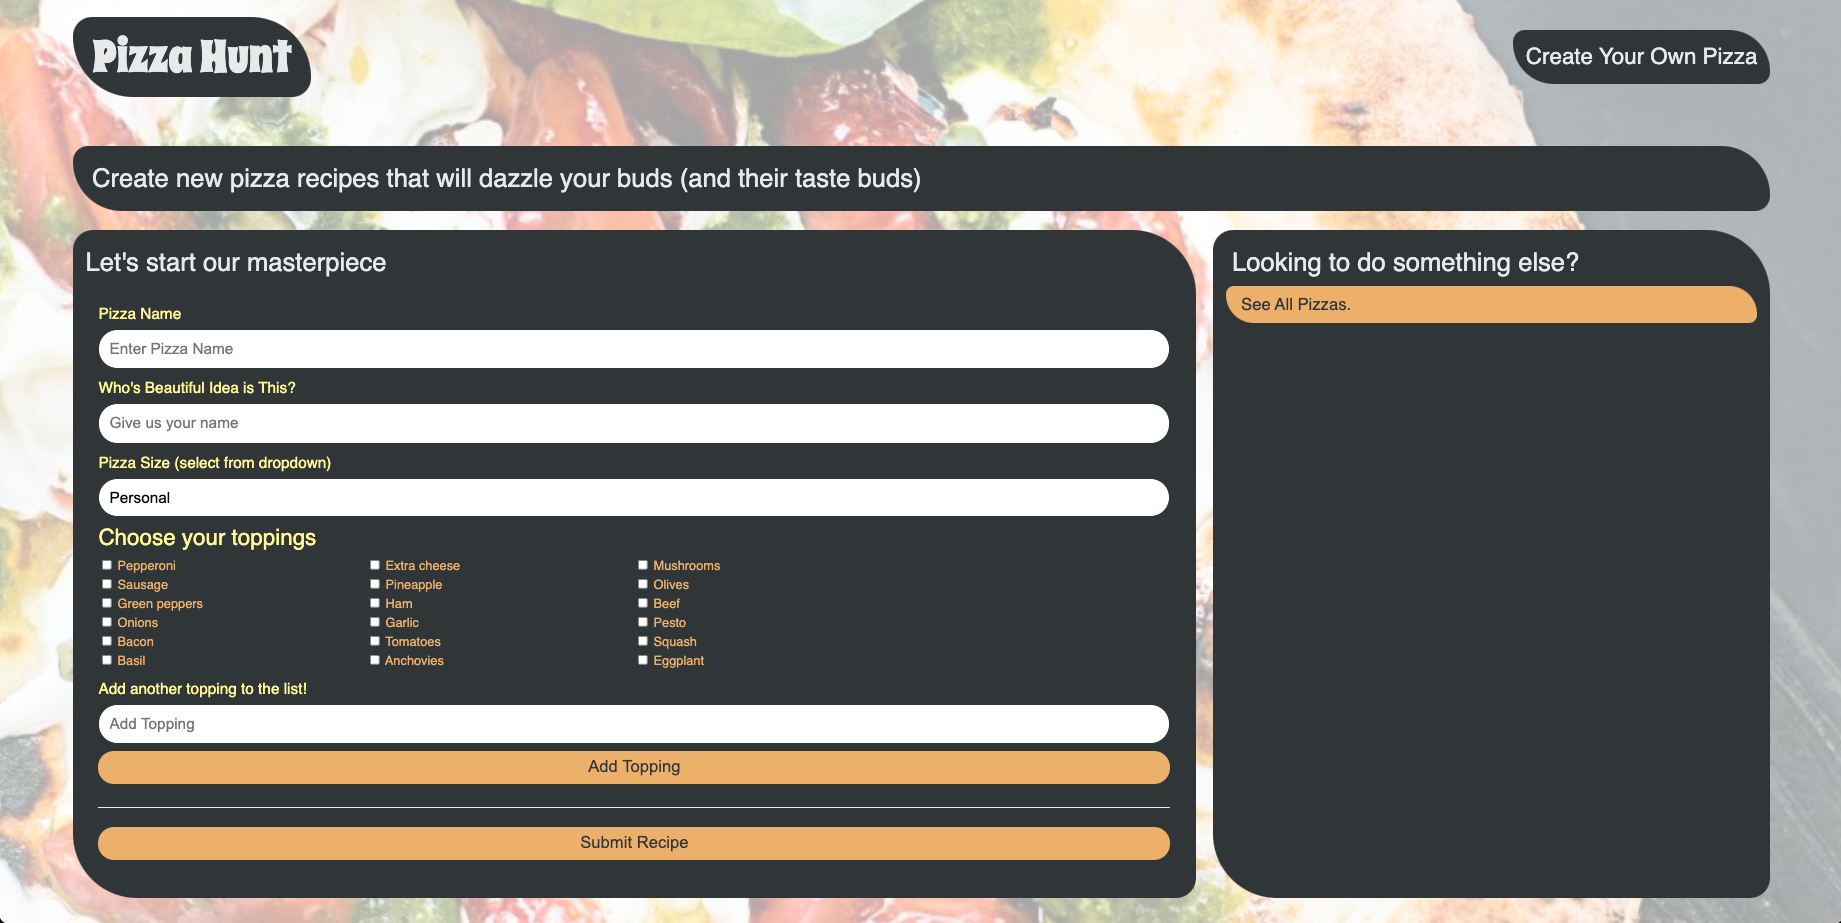 Pizza Hunt
Create Your Own Pizza
Create new pizza recipes that will dazzle your buds (and their taste buds)
Let's start our masterpiece
Pizza Name
Enter Pizza Name
Who's Beautiful Idea is This?
Give us your name
Pizza Size (select from dropdown)
Personal
Choose your toppings
Pepperoni Extra cheese Mushrooms
Sausage Pineapple Olives
Green peppers Ham Beef
Onions Garlic Pesto
Bacon Tomatoes Squash
Basil Anchovies Eggplant
Add another topping to the list!
Add Topping
Add Topping
Submit Recipe
Looking to do something else?
See All Pizzas.